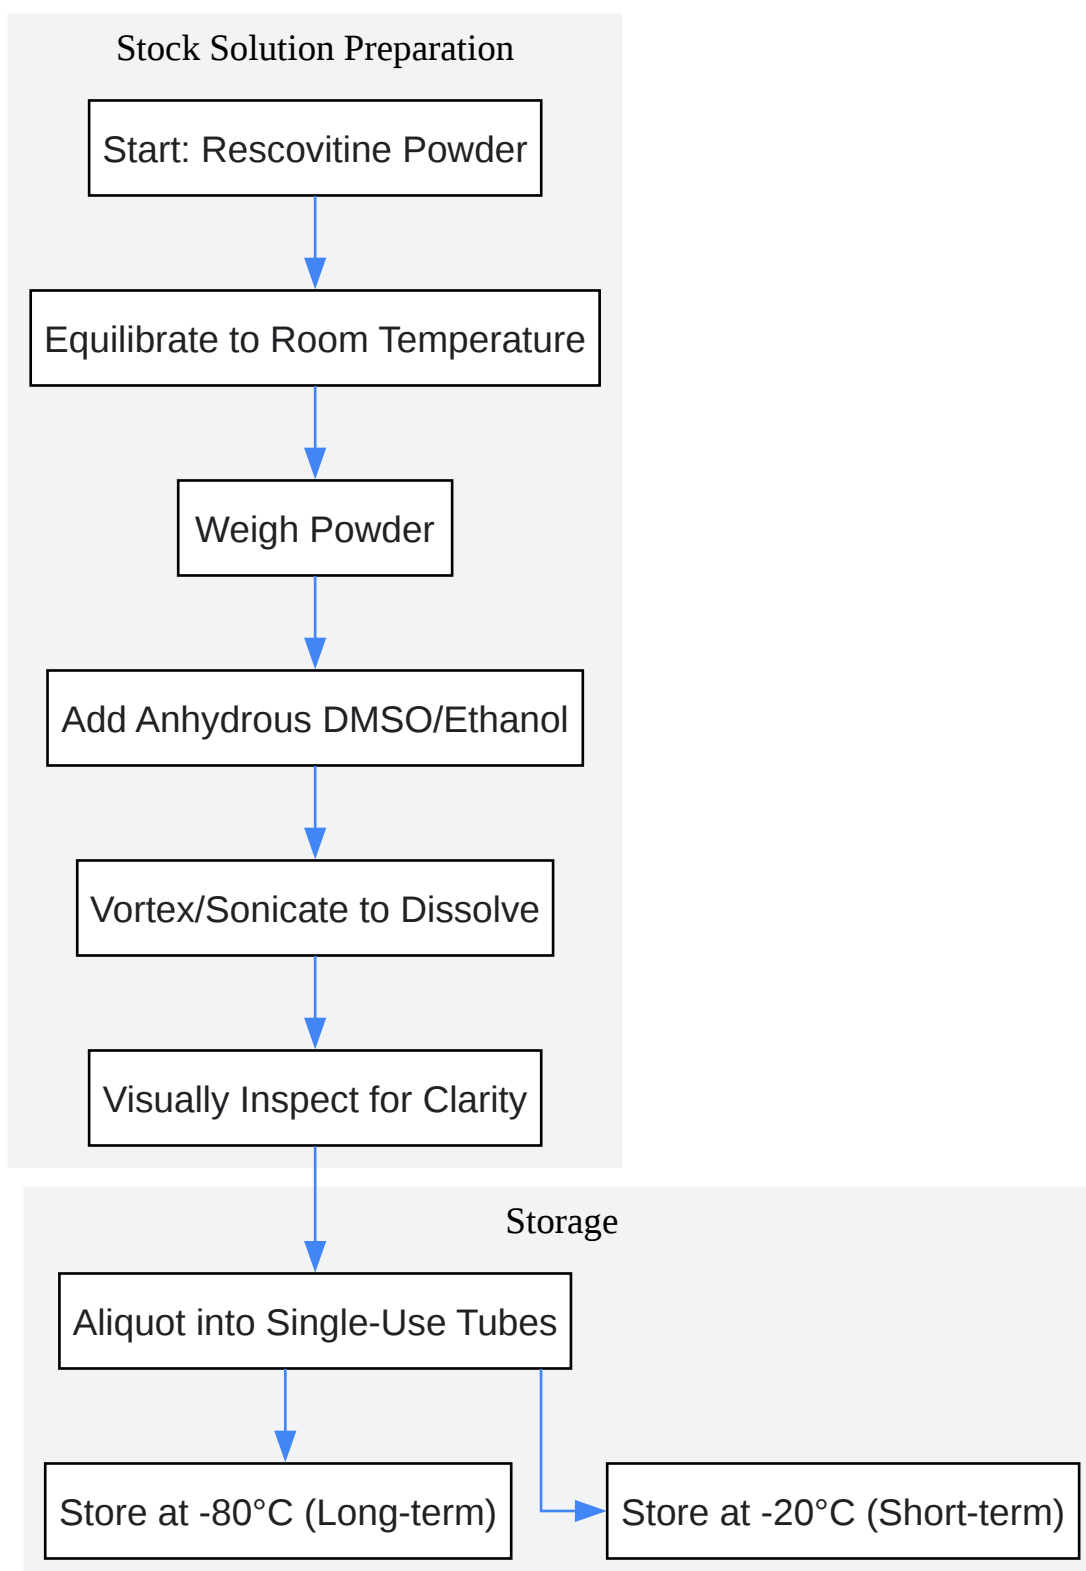 Stock Solution Preparation
Start: Rescovitine Powder
Equilibrate to Room Temperature
Weigh Powder
Add Anhydrous DMSO/Ethanol
Vortex/Sonicate to Dissolve
Visually Inspect for Clarity
Storage
Aliquot into Single-Use Tubes
Store at -80°C (Long-term)
Store at -20°C (Short-term)